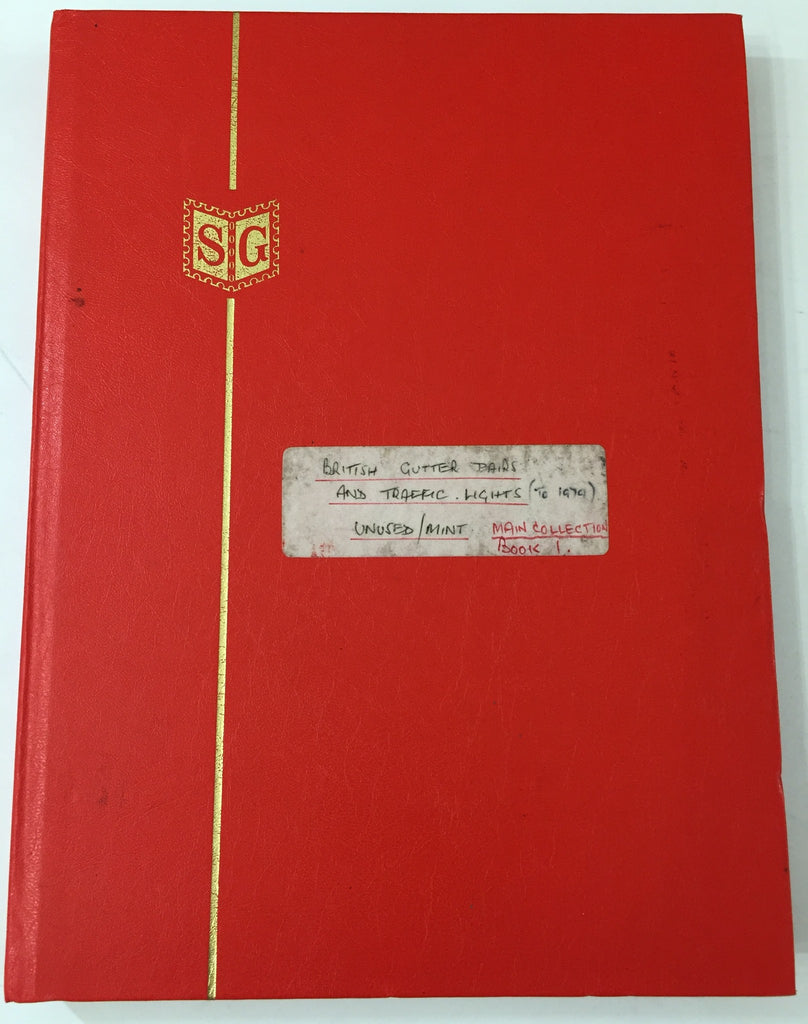 SG
BRITISH GUTTER PAIRS
AND TRAFFIC. LIGHTS (TO 1979)
UNUSED/MINT. MAIN COLLECTION
BOOK 1.